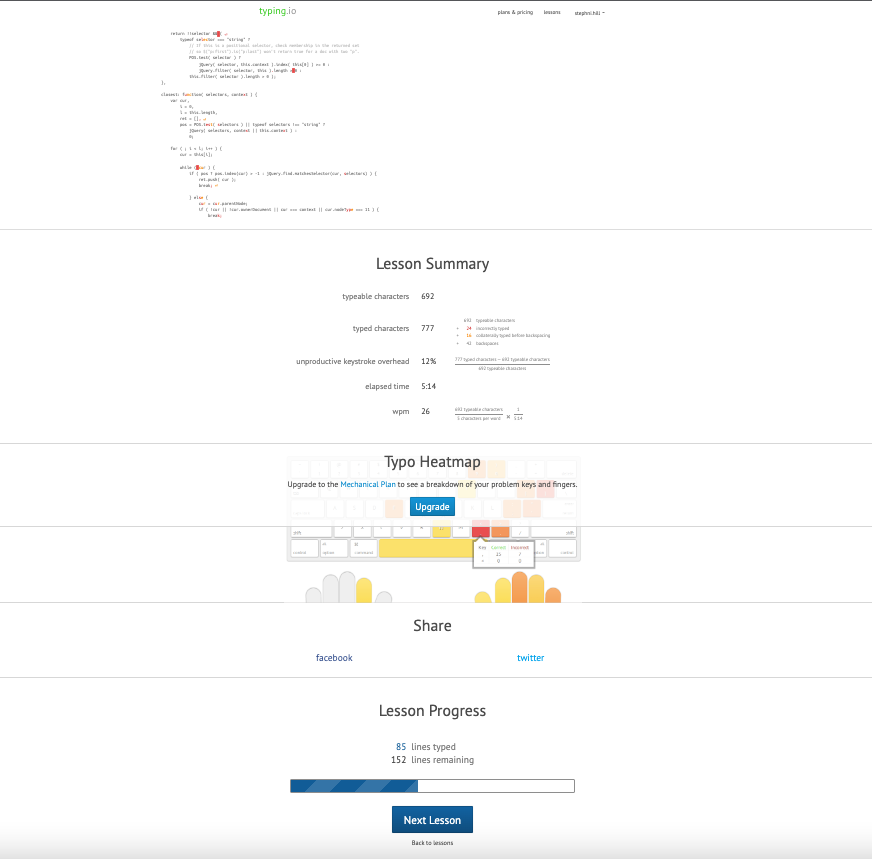 typing.io
plans & pricing lessons stephni.hill
return !!selector &&
typeof selector === "string" ?
// If this is a positional selector, check membership in the returned set
// so $("p:first").is("p:last") won't return true for a doc with two "p".
POS.test( selector ) ?
jQuery( selector, this.context ).index( this[0] ) >= 0 :
jQuery.filter( selector, this ).length > 0 :
this.filter( selector ).length > 0 );
},
closest: function( selectors, context ) {
var cur,
i = 0,
l = this.length,
ret = [],
pos = POS.test( selectors ) || typeof selectors !== "string" ?
jQuery( selectors, context || this.context ) :
0;
for ( ; i < l; i++ ) {
cur = this[i];
while ( cur ) {
if ( pos ? pos.index(cur) > -1 : jQuery.find.matchesSelector(cur, selectors) ) {
ret.push( cur );
break;
} else {
cur = cur.parentNode;
if ( !cur || !cur.ownerDocument || cur === context || cur.nodeType === 11 ) {
break;
Lesson Summary
typeable characters 692
typed characters 777
692 typeable characters
+ 24 incorrectly typed
+ 16 collaterally typed before backspacing
+ 42 backspaces
unproductive keystroke overhead 12%
777 typed characters − 692 typeable characters
692 typeable characters
elapsed time 5:14
wpm 26
692 typeable characters
5 characters per word
×
1
5:14
Typo Heatmap
Upgrade to the Mechanical Plan to see a breakdown of your problem keys and fingers.
Upgrade
shift
control option command
Key Correct Incorrect
Share
facebook twitter
Lesson Progress
85 lines typed
152 lines remaining
Next Lesson
Back to lessons